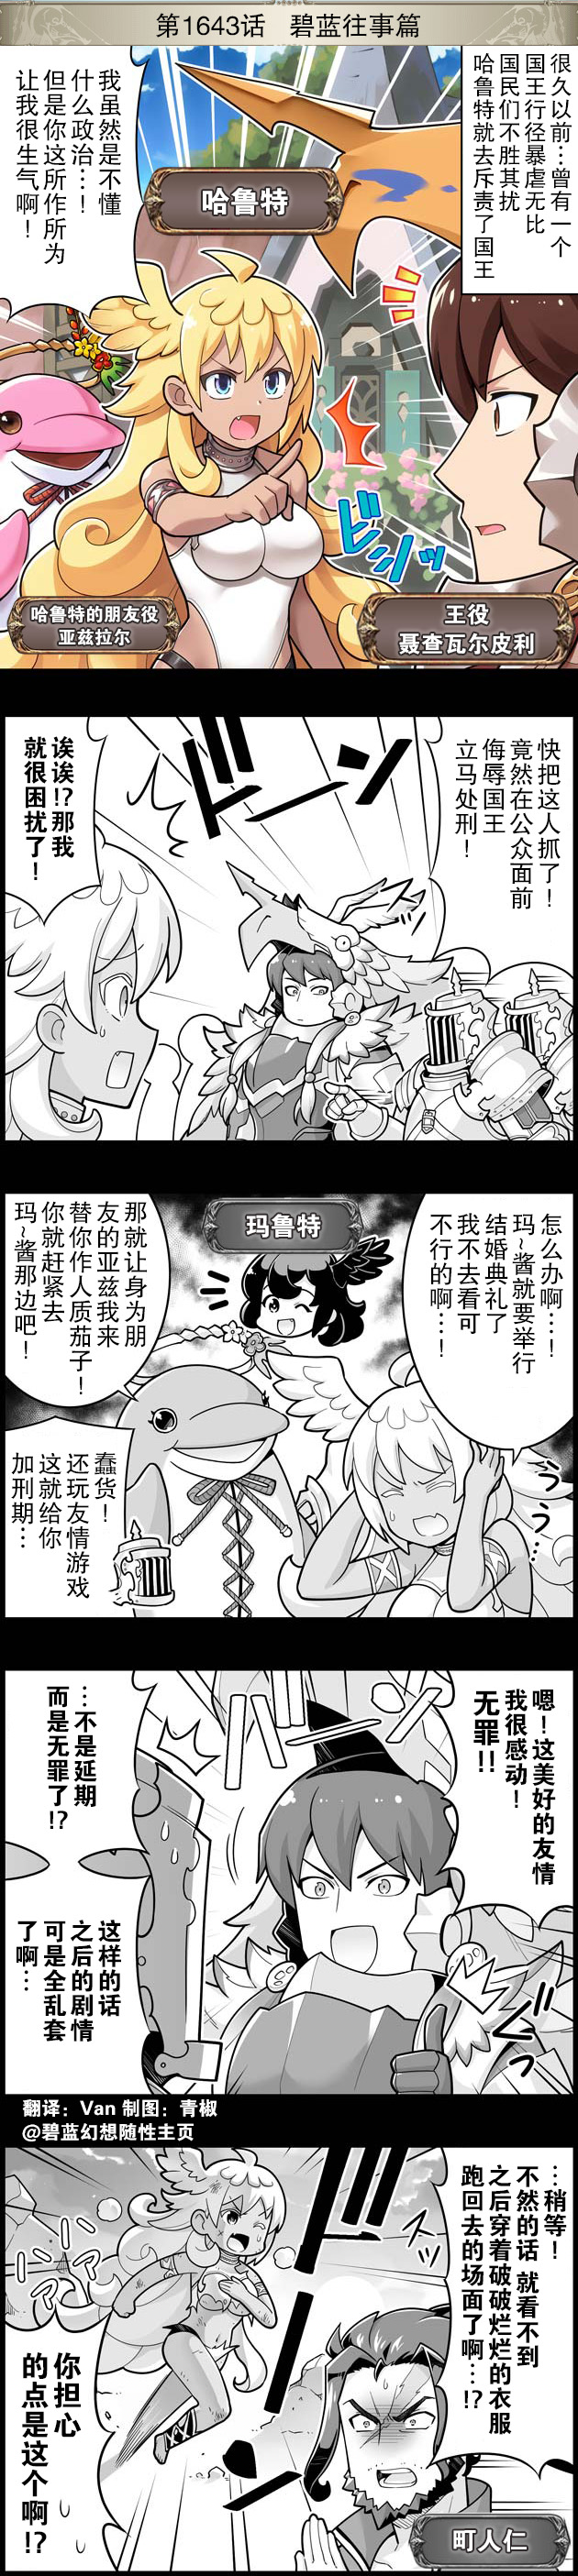 第1643话　碧蓝往事篇
很久以前…曾有一个
国王行径暴虐无比
国民们不胜其扰
哈鲁特就去斥责了国王
我虽然是不懂
什么政治…！
但是你这所作所为
让我很生气啊！
哈鲁特
ビシッ
哈鲁特的朋友役
亚兹拉尔
王役
聂查瓦尔皮利
快把这人抓了！
竟然在公众面前
侮辱国王
立马处刑！
ドーン
诶诶!?那我
就很困扰了！
怎么办啊…！
玛~酱就要举行
结婚典礼了
我不去看可
不行的啊…！
玛鲁特
那就让身为朋
友的亚兹我来
替你作人质茄子！
你就赶紧去
玛~酱那边吧！
うう…
蠢货！
还玩友情游戏
这就给你
加刑期…
嗯！这美好的友情
我很感动！
无罪!!
…不是延期
而是无罪了!?
这样的话
之后的剧情
可是全乱套
了啊…
翻译：Van 制图：青椒
@碧蓝幻想随性主页
…稍等！
不然的话 就看不到
之后穿着破破烂烂的衣服
跑回去的场面了啊…!?
ハァ
ハァ
你担心
的点是这个啊!?
町人仁